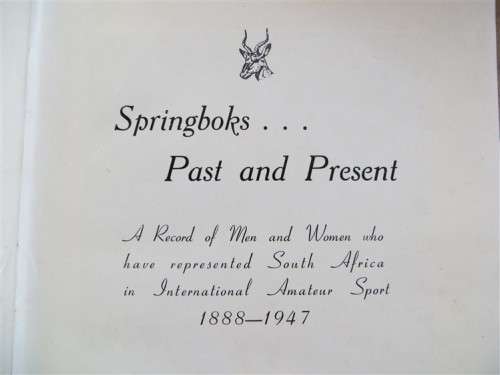 Springboks . . .
Past and Present
A Record of Men and Women who
have represented South Africa
in International Amateur Sport
1888—1947